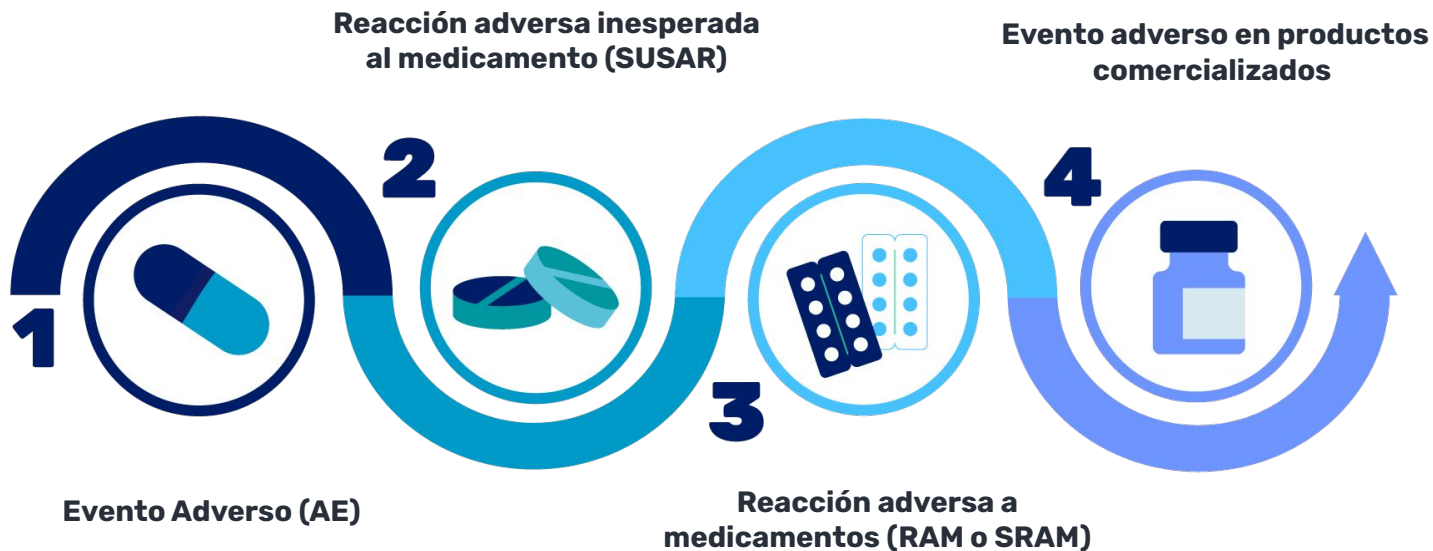 1
Evento Adverso (AE)
2
Reacción adversa inesperada
al medicamento (SUSAR)
3
Reacción adversa a
medicamentos (RAM o SRAM)
4
Evento adverso en productos
comercializados